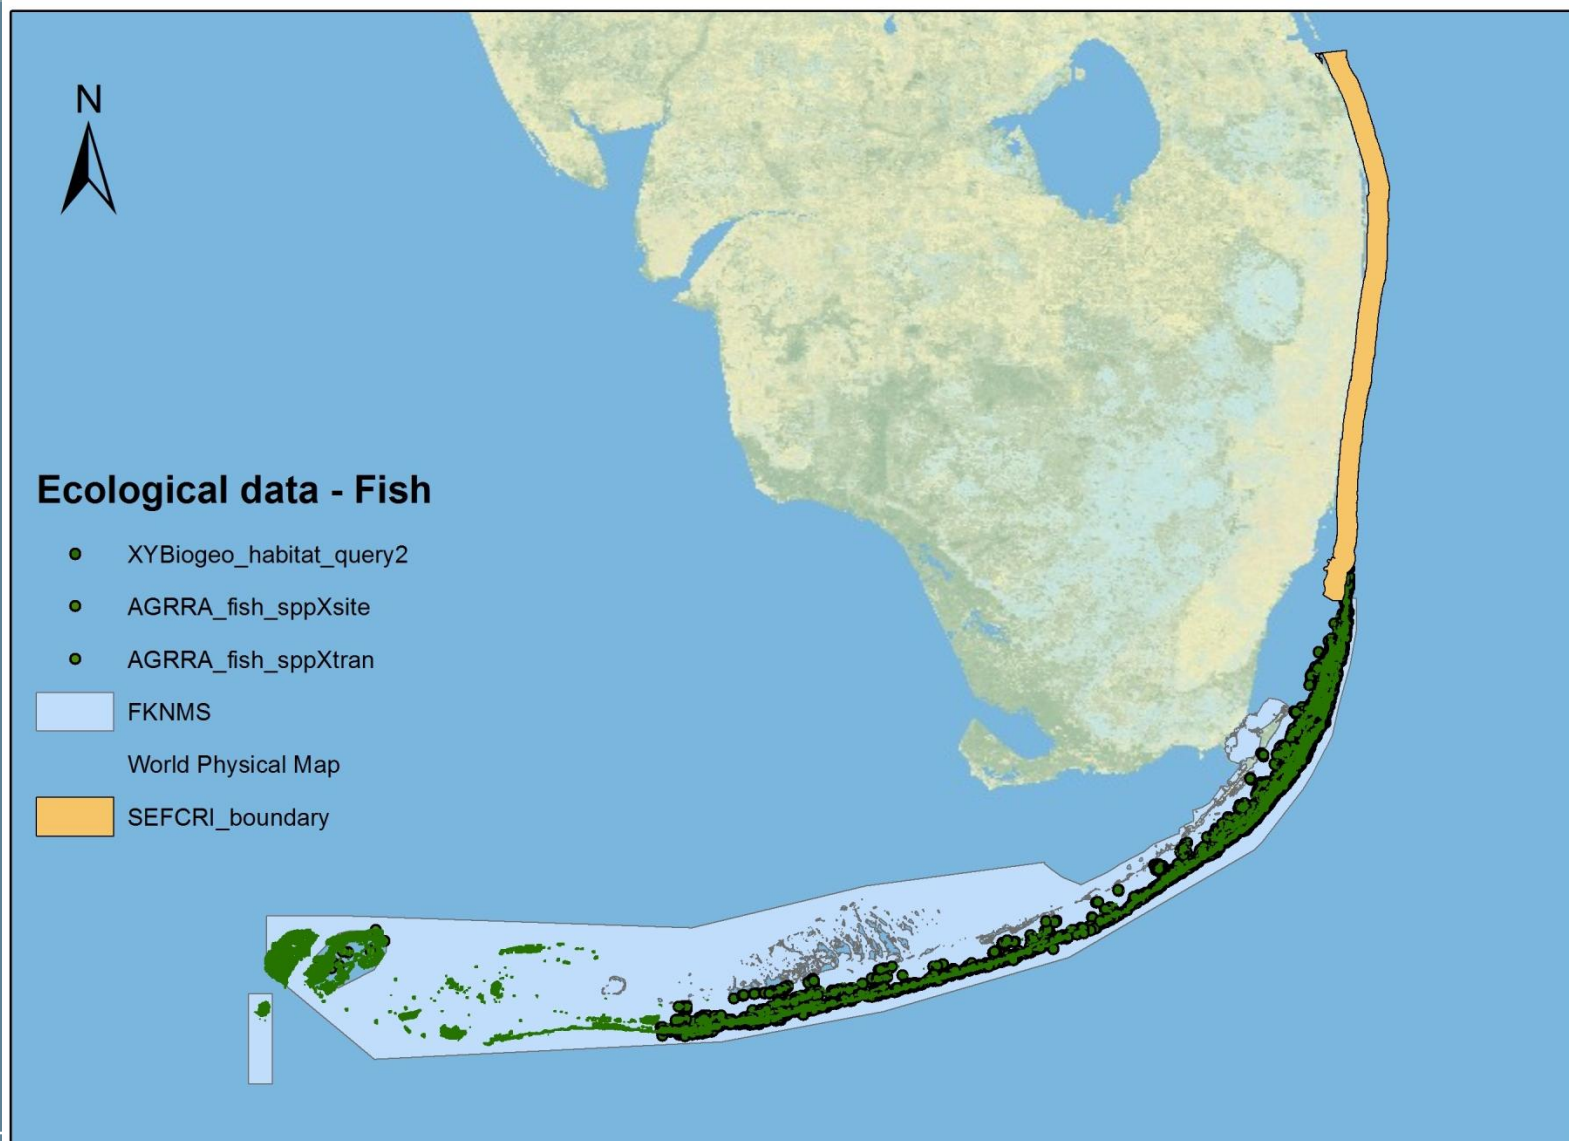 N
Ecological data - Fish
XYBiogeo_habitat_query2
AGRRA_fish_sppXsite
AGRRA_fish_sppXtran
FKNMS
World Physical Map
SEFCRI_boundary